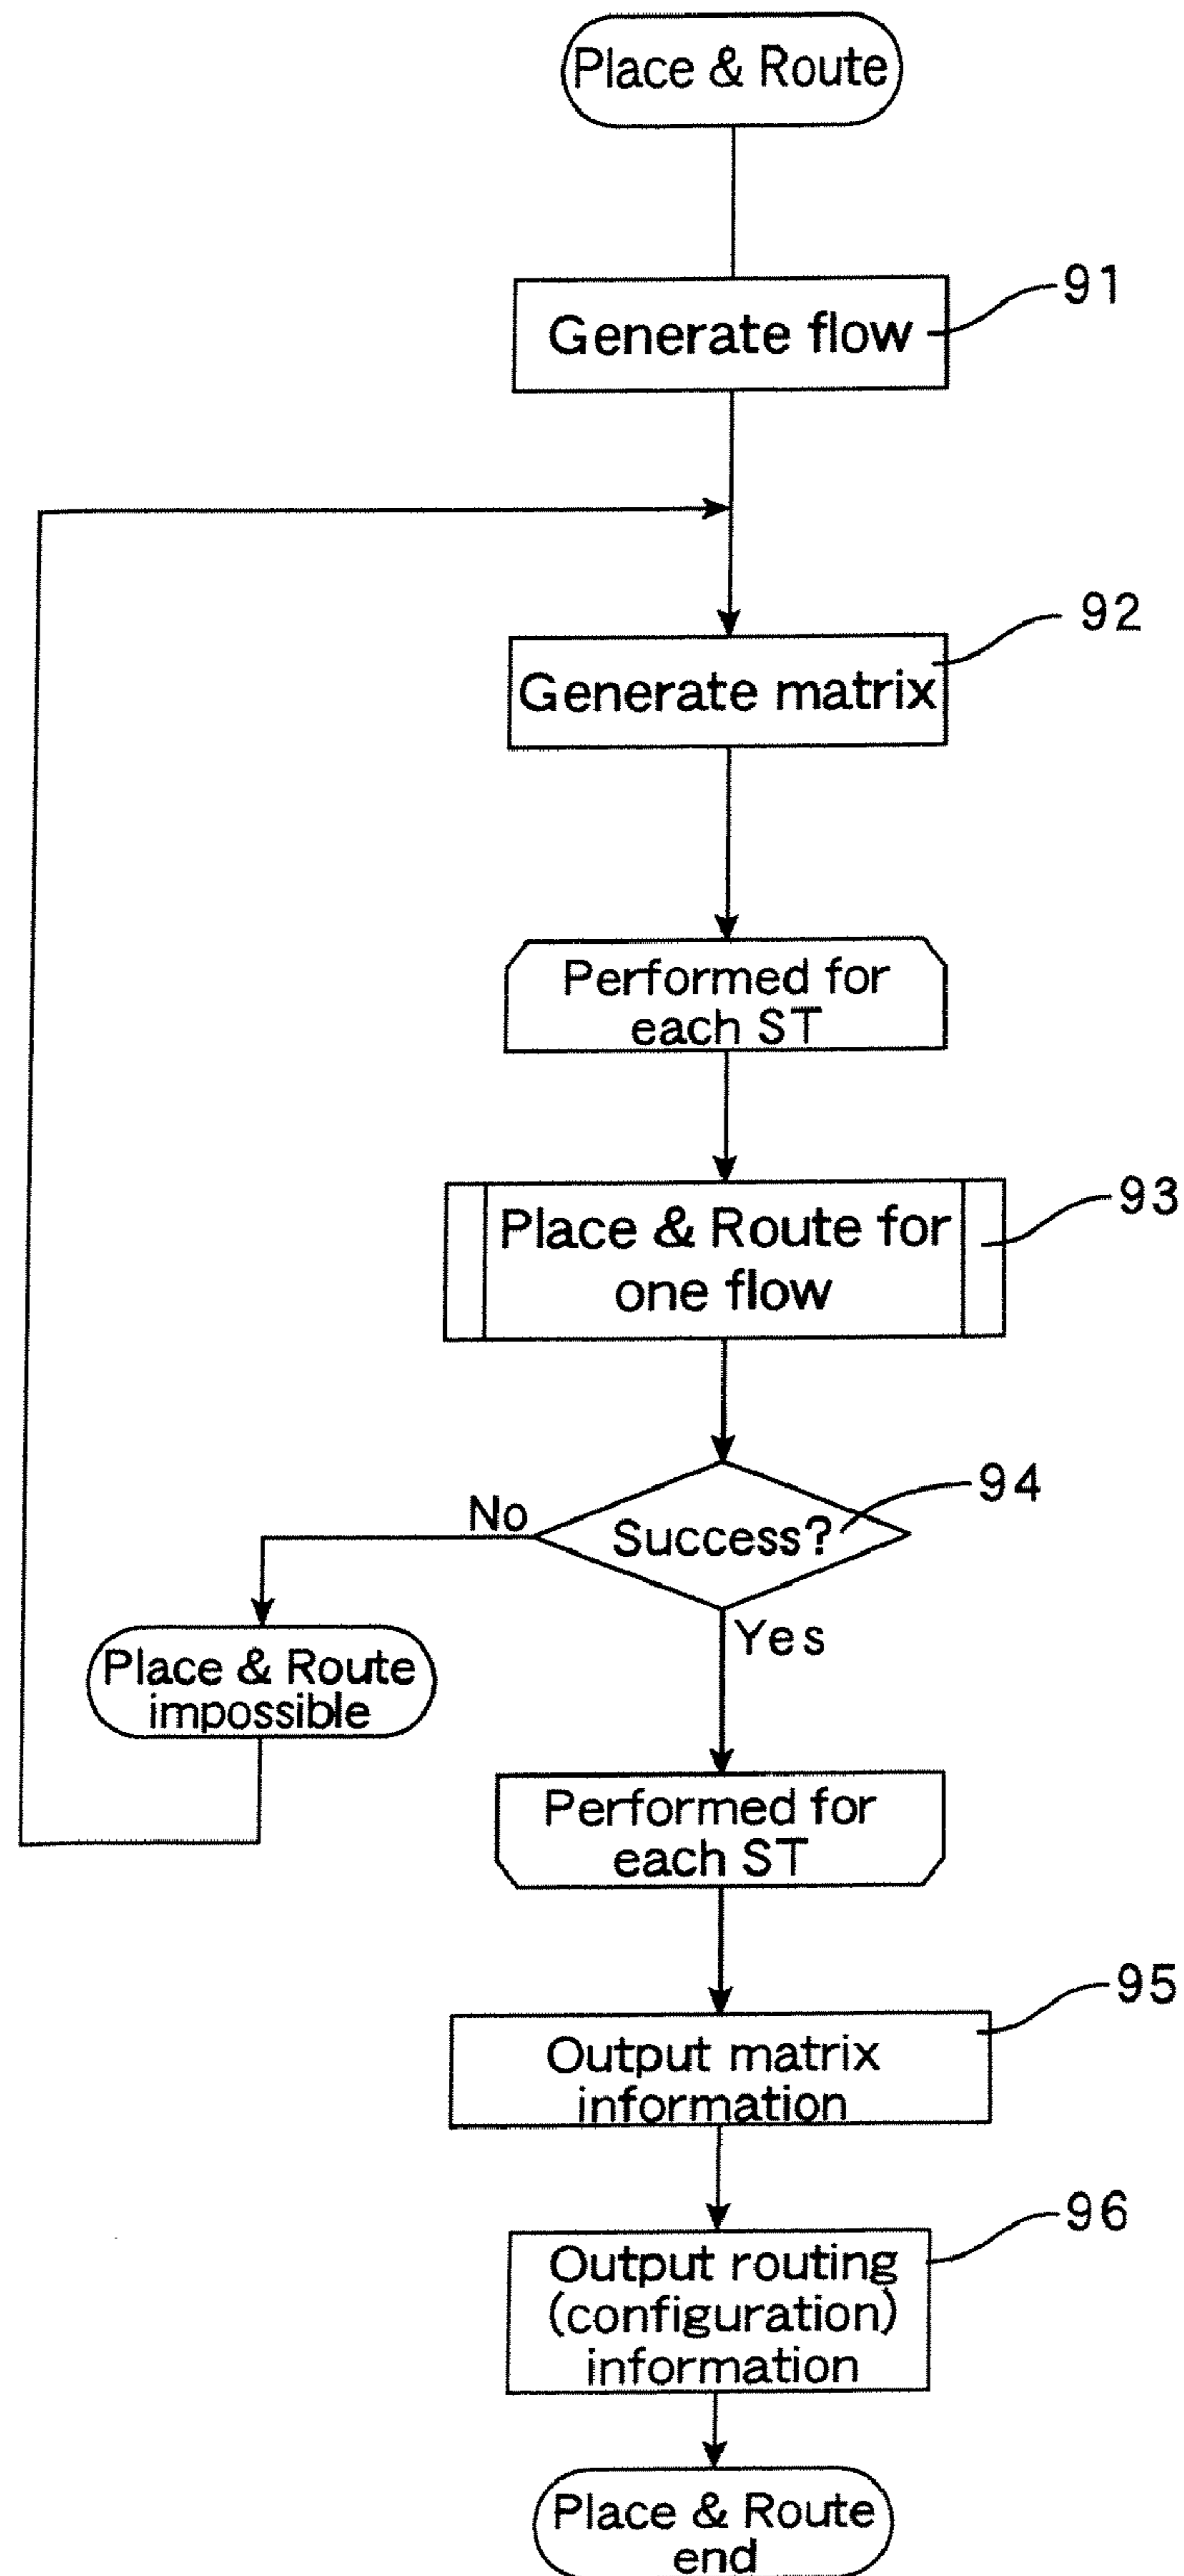 Place & Route
91
Generate flow
92
Generate matrix
Performed for
each ST
93
Place & Route for
one flow
94
No
Success?
Yes
Place & Route
impossible
Performed for
each ST
95
Output matrix
information
96
Output routing
(configuration)
information
Place & Route
end